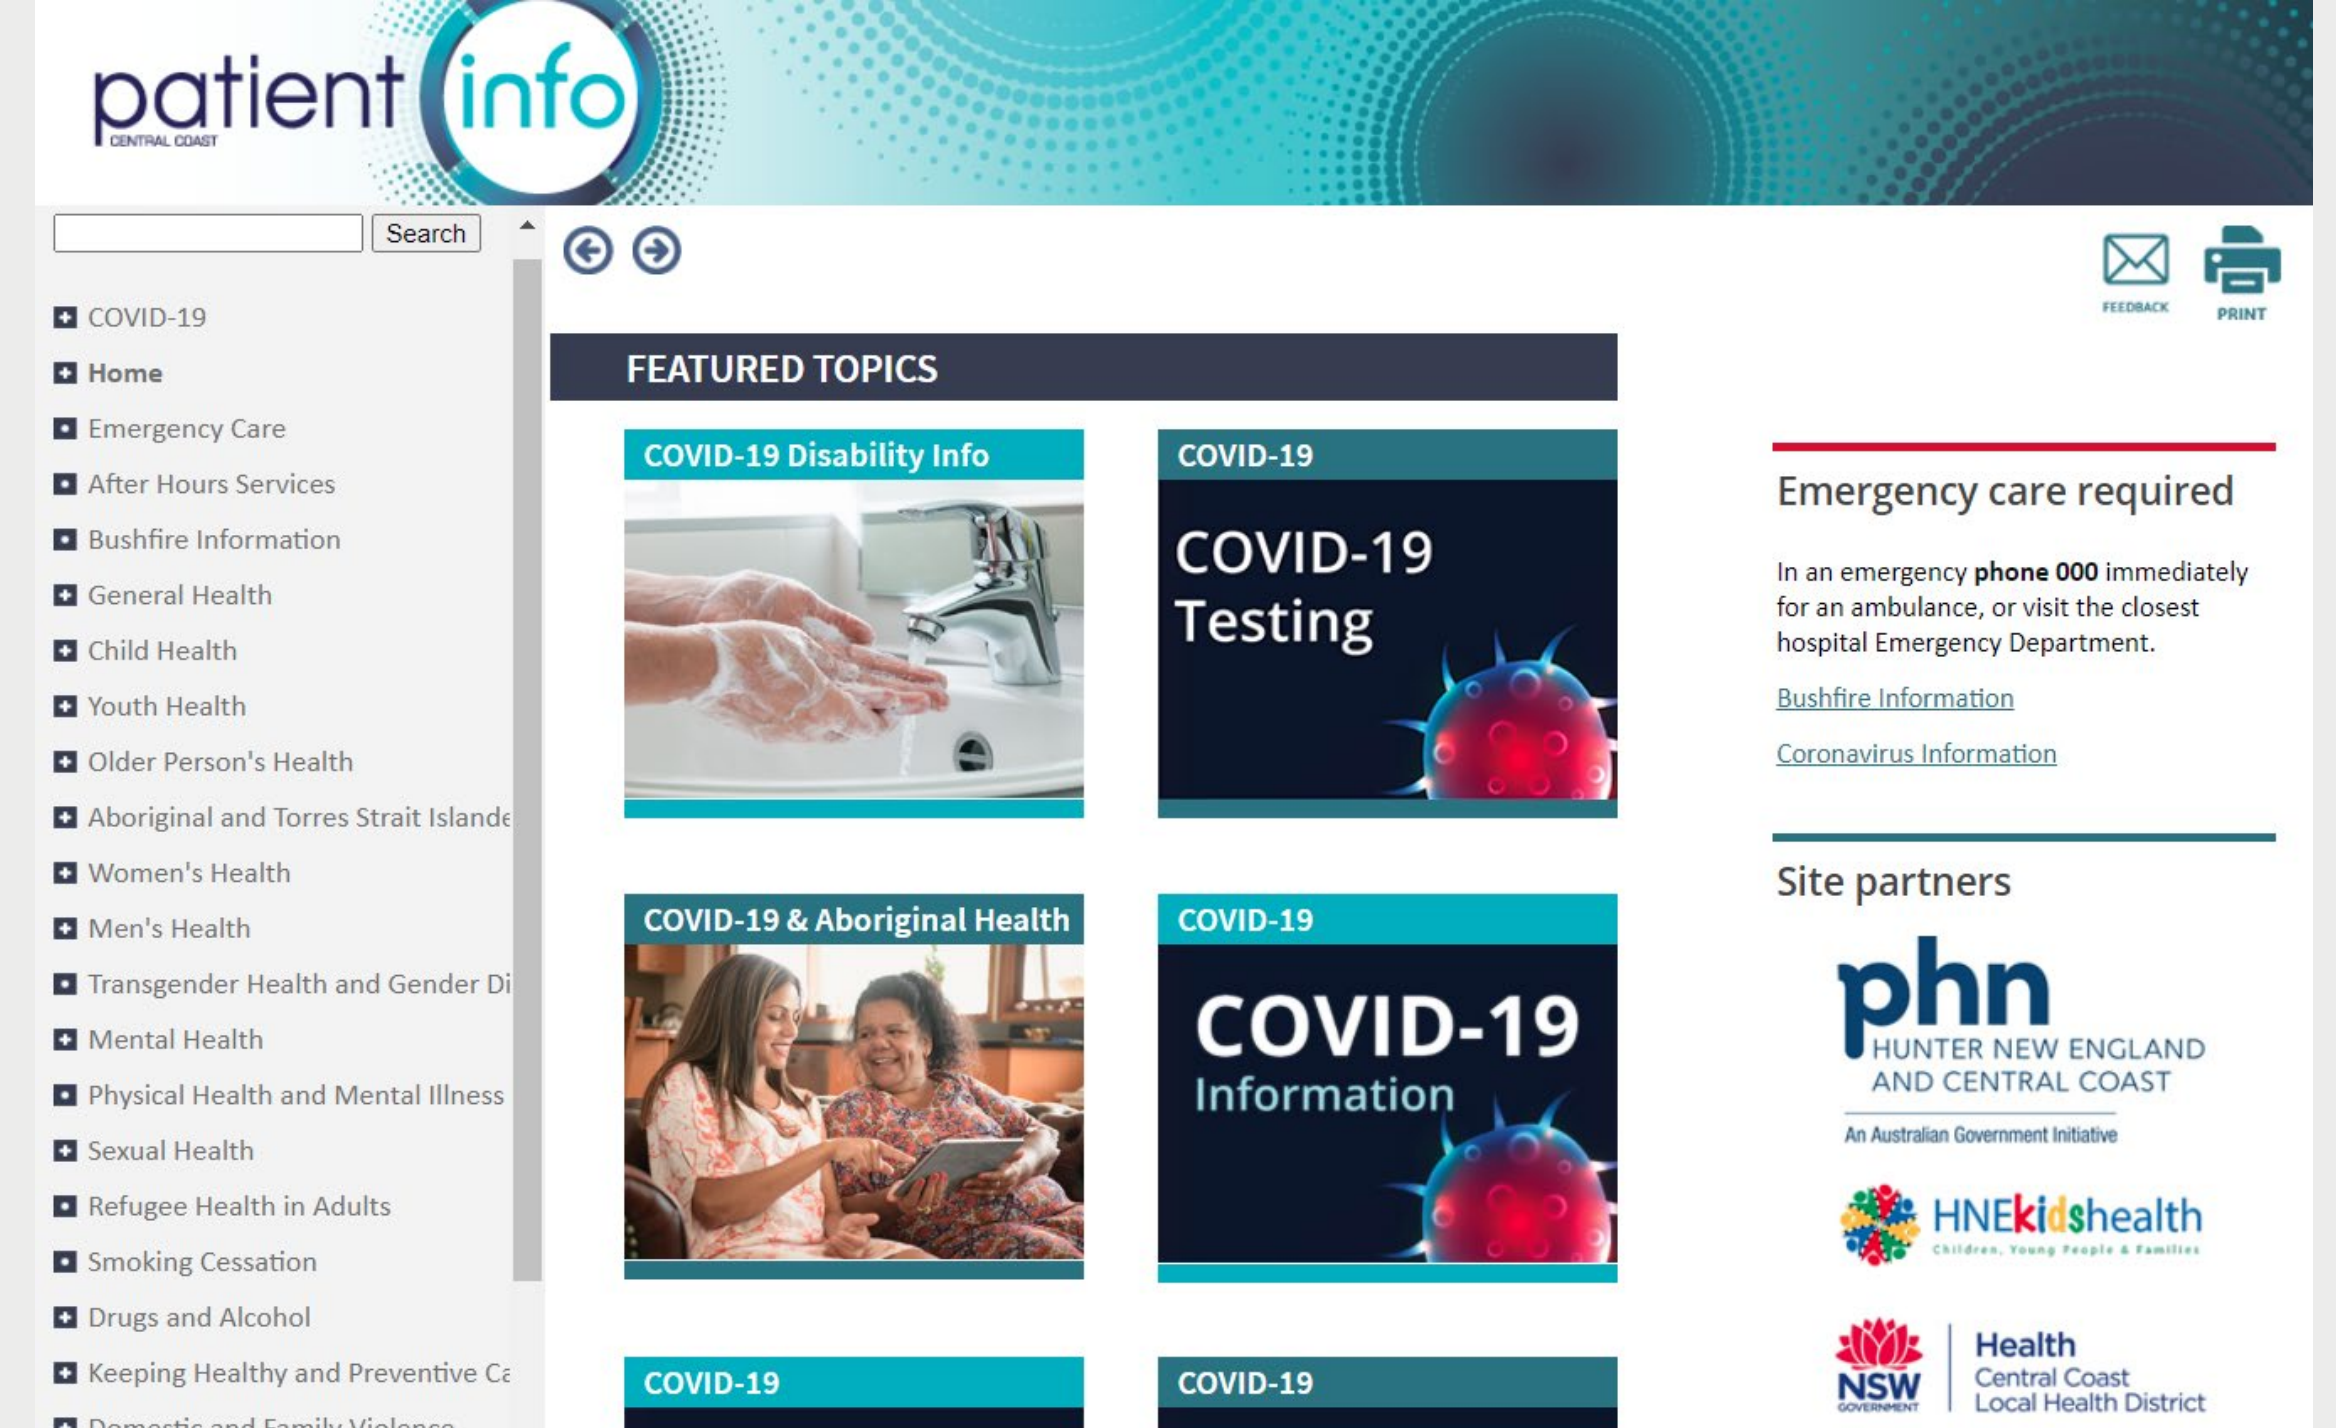 patient info
CENTRAL COAST
Search
COVID-19
Home
Emergency Care
After Hours Services
Bushfire Information
General Health
Child Health
Youth Health
Older Person's Health
Aboriginal and Torres Strait Islande
Women's Health
Men's Health
Transgender Health and Gender Di
Mental Health
Physical Health and Mental Illness
Sexual Health
Refugee Health in Adults
Smoking Cessation
Drugs and Alcohol
Keeping Healthy and Preventive Ca
Domestic and Family Violence
FEEDBACK
PRINT
FEATURED TOPICS
COVID-19 Disability Info
COVID-19
COVID-19
Testing
COVID-19 & Aboriginal Health
COVID-19
COVID-19
Information
COVID-19
COVID-19
Emergency care required
In an emergency phone 000 immediately
for an ambulance, or visit the closest
hospital Emergency Department.
Bushfire Information
Coronavirus Information
Site partners
phn
HUNTER NEW ENGLAND
AND CENTRAL COAST
An Australian Government Initiative
HNEkidshealth
Children, Young People & Families
NSW
GOVERNMENT
Health
Central Coast
Local Health District